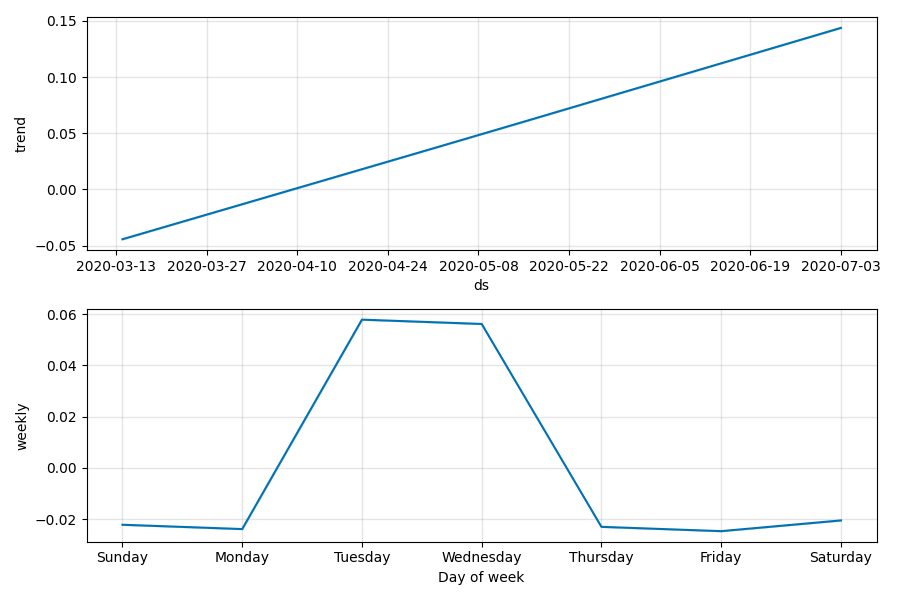 0.15
0.10
0.05
0.00
−0.05
trend
2020-03-13 2020-03-27 2020-04-10 2020-04-24 2020-05-08 2020-05-22 2020-06-05 2020-06-19 2020-07-03
ds
0.06
0.04
0.02
0.00
−0.02
weekly
Sunday Monday Tuesday Wednesday Thursday Friday Saturday
Day of week